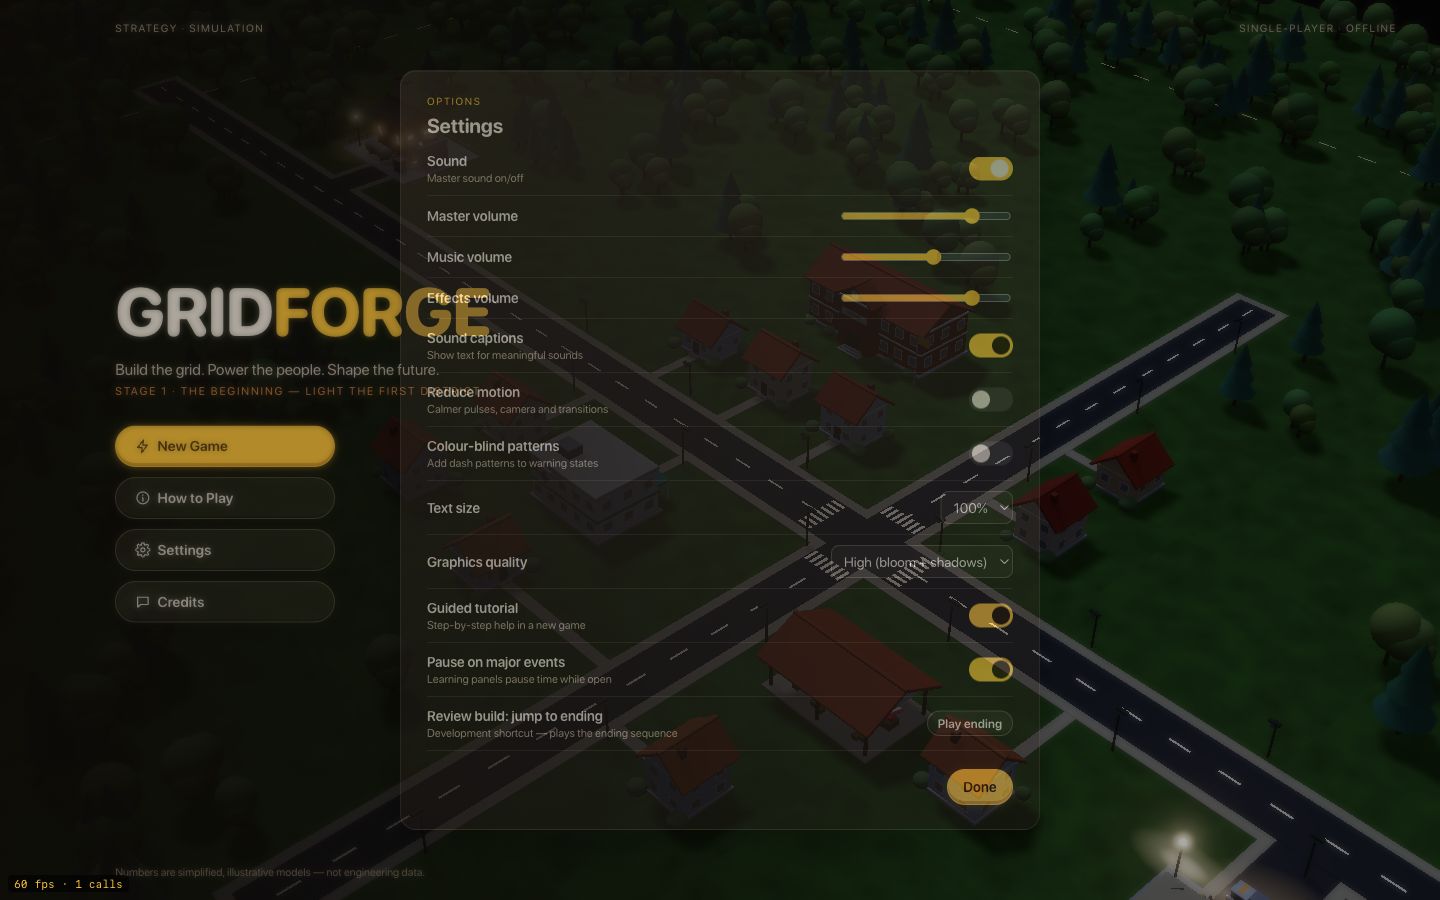 STRATEGY · SIMULATION
SINGLE-PLAYER · OFFLINE
OPTIONS
Settings
Sound
Master sound on/off
Master volume
Music volume
Effects volume
Sound captions
Show text for meaningful sounds
Reduce motion
Calmer pulses, camera and transitions
Colour-blind patterns
Add dash patterns to warning states
Text size
100%
Graphics quality
High (bloom + shadows)
Guided tutorial
Step-by-step help in a new game
Pause on major events
Learning panels pause time while open
Review build: jump to ending
Development shortcut — plays the ending sequence
Play ending
Done
GRIDFORGE
Build the grid. Power the people. Shape the future.
STAGE 1 · THE BEGINNING — LIGHT THE FIRST
New Game
How to Play
Settings
Credits
Numbers are simplified, illustrative models — not engineering data.
60 fps · 1 calls